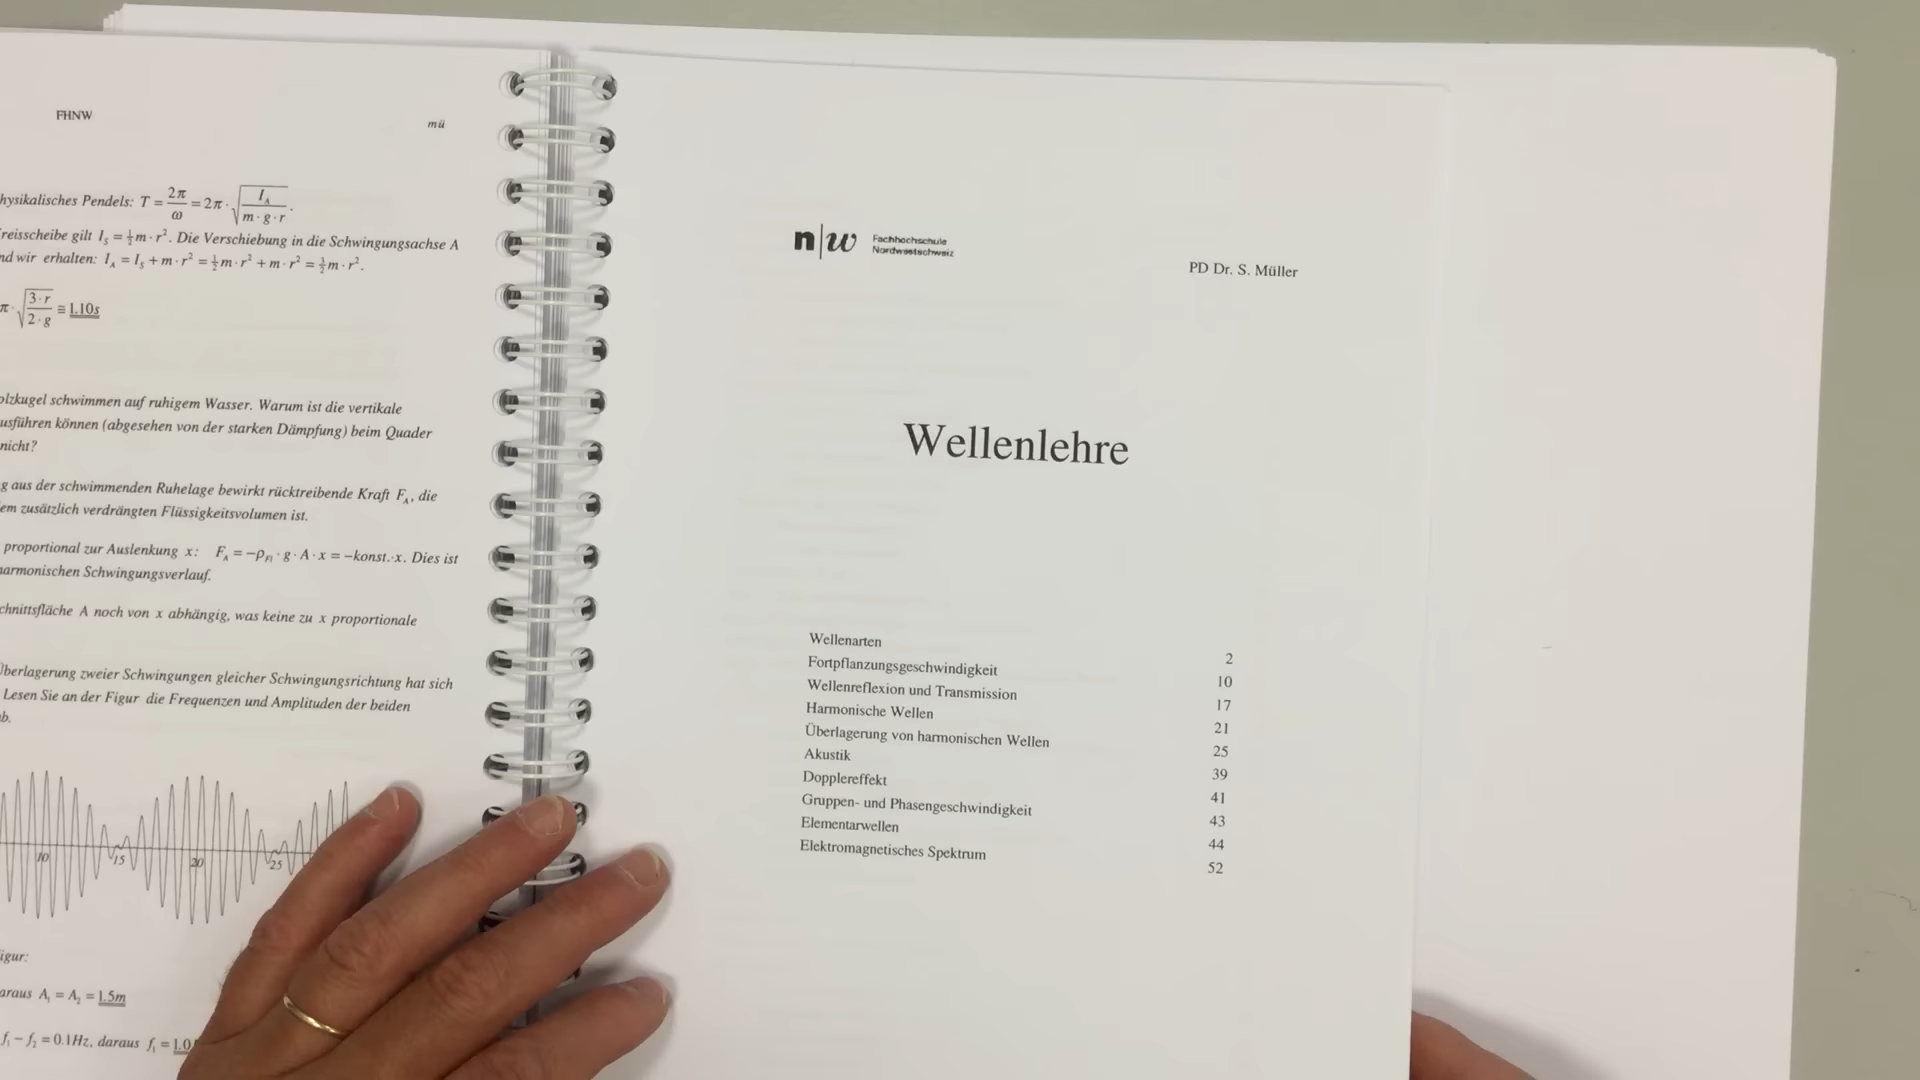 FHNW
mü
hysikalisches Pendels: T = 2π/ω = 2π · √(I_A/(m · g · r)).
reisscheibe gilt I_S = ½m · r². Die Verschiebung in die Schwingungsachse A
nd wir erhalten: I_A = I_S + m · r² = ½m · r² + m · r² = 3/2 m · r².
π · √(3 · r/(2 · g)) ≅ 1.10s
olzkugel schwimmen auf ruhigem Wasser. Warum ist die vertikale
usführen können (abgesehen von der starken Dämpfung) beim Quader
nicht?
g aus der schwimmenden Ruhelage bewirkt rücktreibende Kraft F_A, die
em zusätzlich verdrängten Flüssigkeitsvolumen ist.
proportional zur Auslenkung x: F_A = −ρ_Fl · g · A · x = −konst.·x. Dies ist
armonischen Schwingungsverlauf.
chnittsfläche A noch von x abhängig, was keine zu x proportionale
Überlagerung zweier Schwingungen gleicher Schwingungsrichtung hat sich
Lesen Sie an der Figur die Frequenzen und Amplituden der beiden
b.
10 15 20 25
igur:
araus A₁ = A₂ = 1.5m
f₁ − f₂ = 0.1Hz, daraus f₁ = 1.0
n|w Fachhochschule
Nordwestschweiz
PD Dr. S. Müller
Wellenlehre
Wellenarten 2
Fortpflanzungsgeschwindigkeit 10
Wellenreflexion und Transmission 17
Harmonische Wellen 21
Überlagerung von harmonischen Wellen 25
Akustik 39
Dopplereffekt 41
Gruppen- und Phasengeschwindigkeit 43
Elementarwellen 44
Elektromagnetisches Spektrum 52